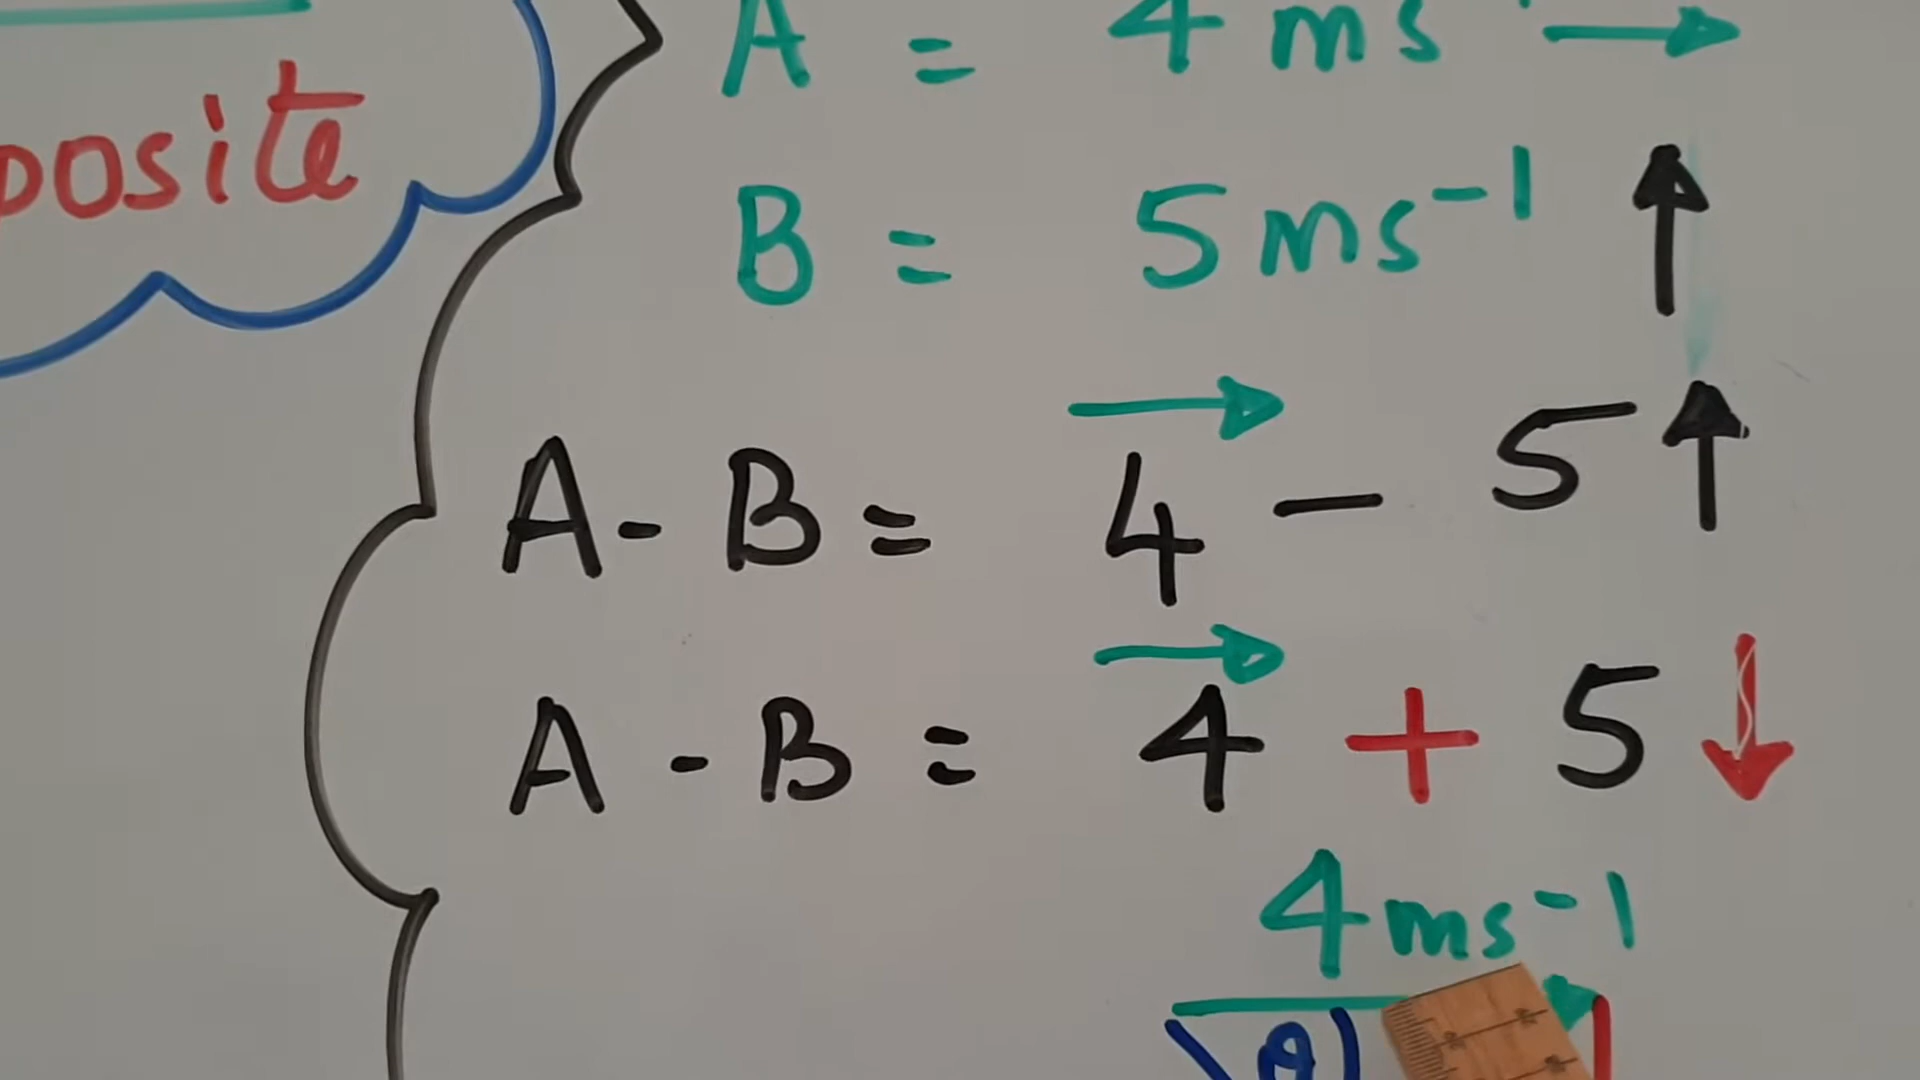 posite
A = 4 ms →
B = 5 ms⁻¹ ↑
A - B = 4 - 5 ↑
A - B = 4 + 5 ↓
4 ms⁻¹
θ